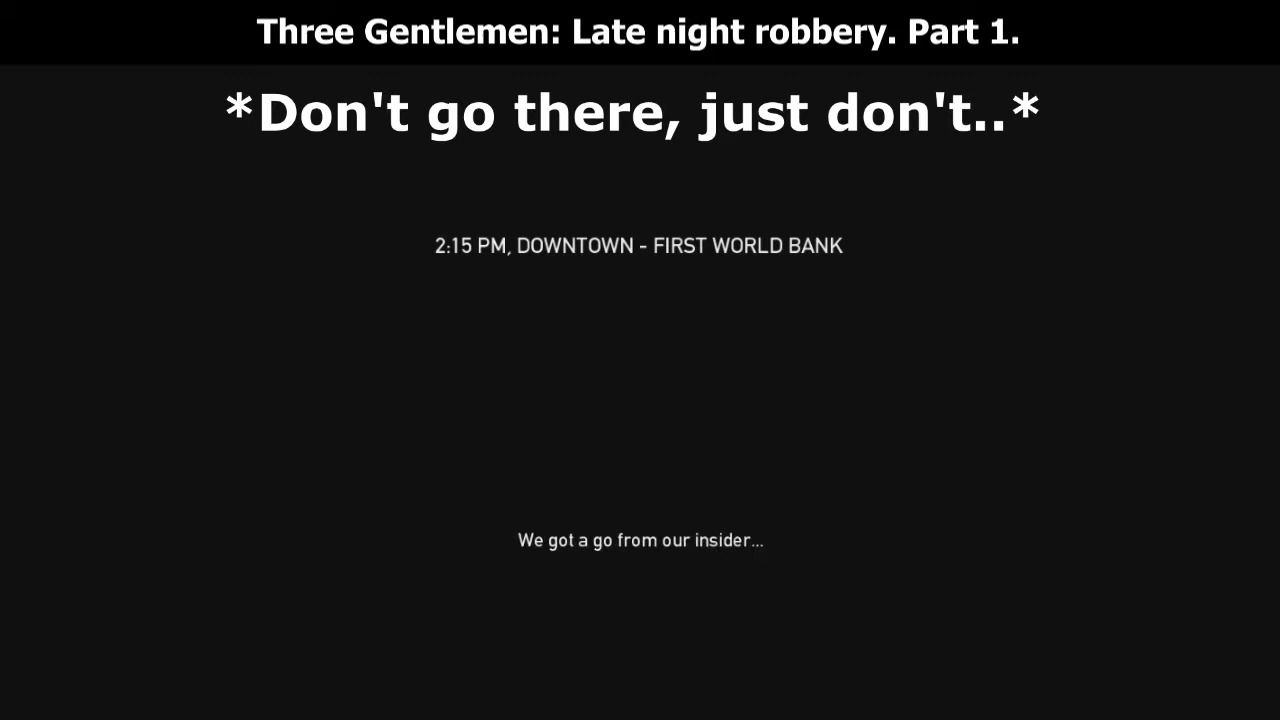 Three Gentlemen: Late night robbery. Part 1.
*Don't go there, just don't..*
2:15 PM, DOWNTOWN - FIRST WORLD BANK
We got a go from our insider...